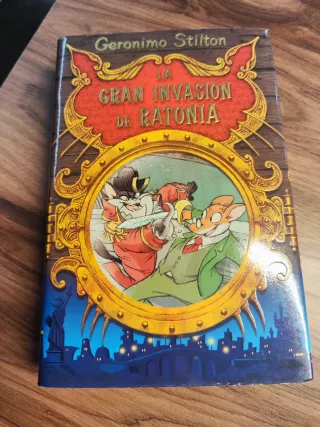 Geronimo Stilton
LA
GRAN INVASIÓN
DE RATONIA